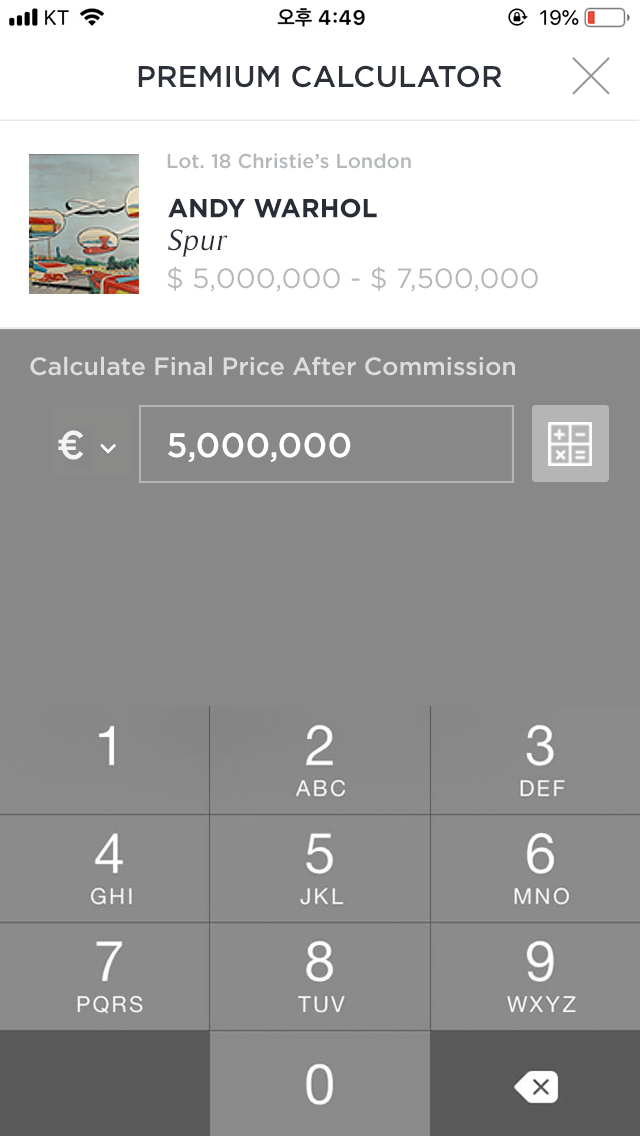 KT 오후 4:49 19%
PREMIUM CALCULATOR
Lot. 18 Christie's London
ANDY WARHOL
Spur
$ 5,000,000 - $ 7,500,000
Calculate Final Price After Commission
€ 5,000,000
1 2 3
ABC DEF
4 5 6
GHI JKL MNO
7 8 9
PQRS TUV WXYZ
0